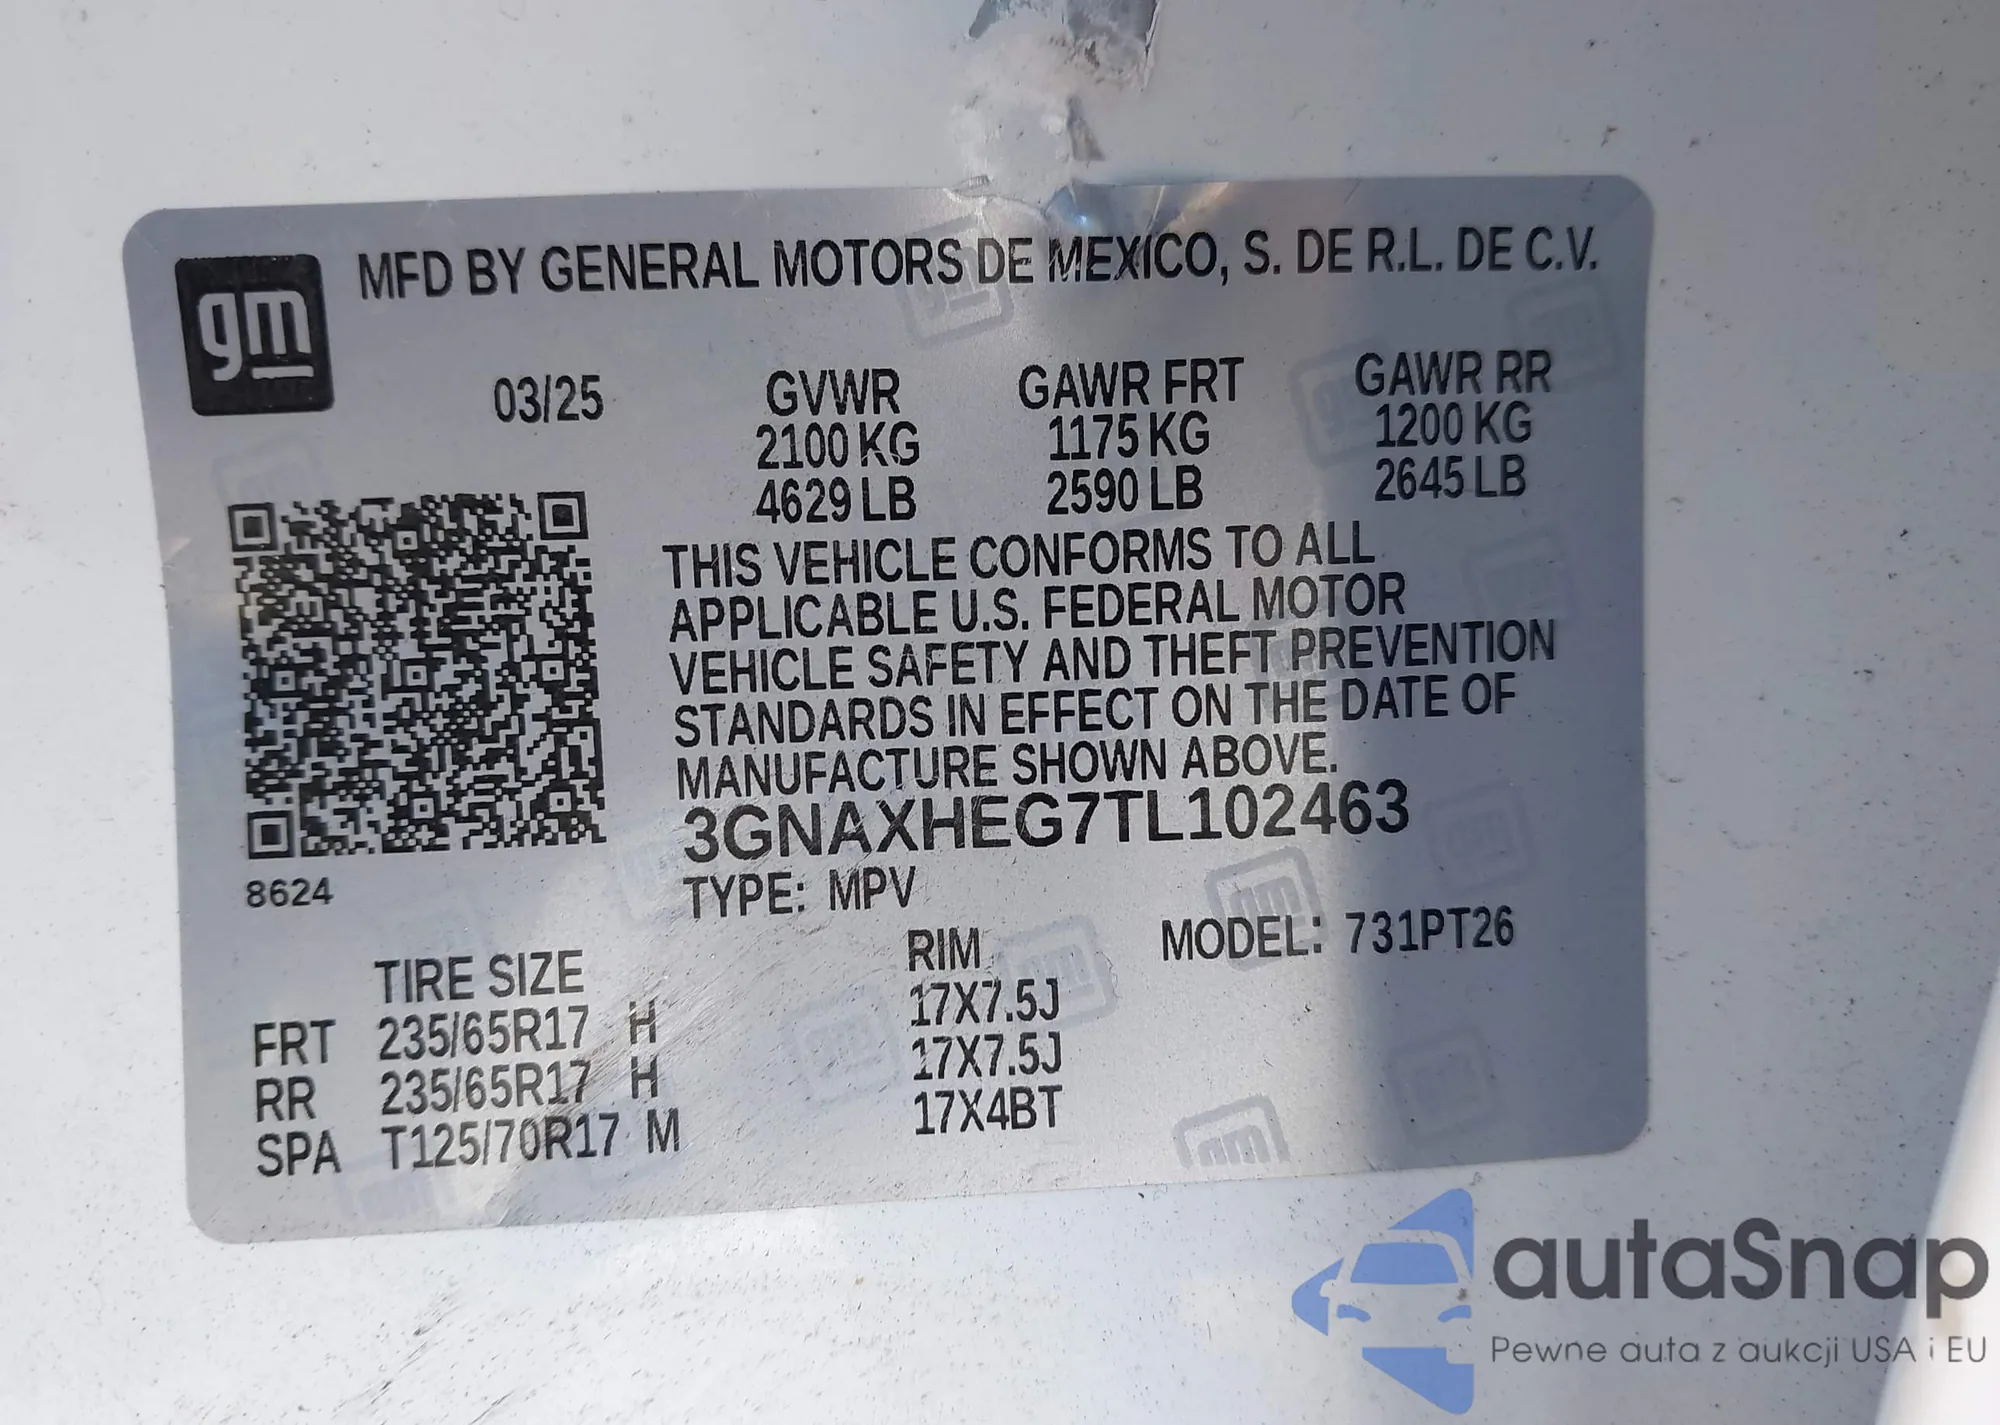 gm
MFD BY GENERAL MOTORS DE MEXICO, S. DE R.L. DE C.V.
03/25 GVWR GAWR FRT GAWR RR
2100 KG 1175 KG 1200 KG
4629 LB 2590 LB 2645 LB
THIS VEHICLE CONFORMS TO ALL
APPLICABLE U.S. FEDERAL MOTOR
VEHICLE SAFETY AND THEFT PREVENTION
STANDARDS IN EFFECT ON THE DATE OF
MANUFACTURE SHOWN ABOVE.
3GNAXHEG7TL102463
8624
TYPE: MPV
MODEL: 731PT26
TIRE SIZE RIM
FRT 235/65R17 H 17X7.5J
RR 235/65R17 H 17X7.5J
SPA T125/70R17 M 17X4BT
autaSnap
Pewne auta z aukcji USA i EU